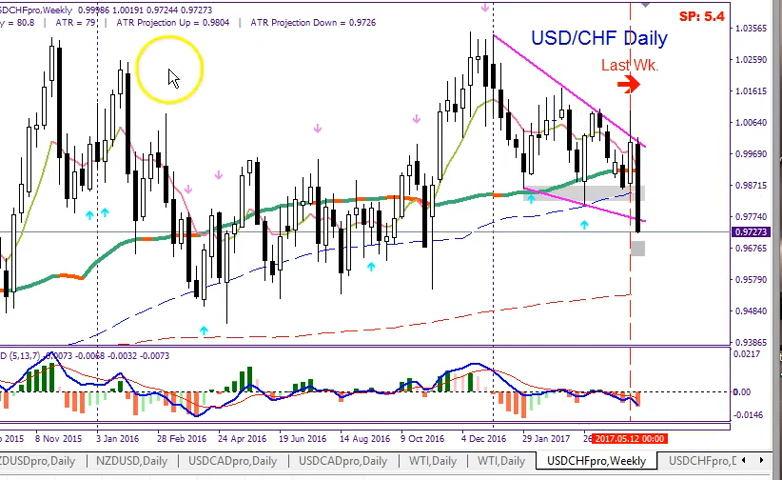 SDCHFpro,Weekly 0.99986 1.00191 0.97244 0.97273
y = 80.8 | ATR = 79 | ATR Projection Up = 0.9804 | ATR Projection Down = 0.9726
SP: 5.4
USD/CHF Daily
Last Wk.
1.03565
1.02590
1.01615
1.00640
0.99690
0.98715
0.97740
0.97273
0.96765
0.95790
0.94840
0.93865
D (5,13,7) -0.0073 -0.0068 -0.0032 -0.0073
0.0217
0.00
-0.0146
p 2015 8 Nov 2015 3 Jan 2016 28 Feb 2016 24 Apr 2016 19 Jun 2016 14 Aug 2016 9 Oct 2016 4 Dec 2016 29 Jan 2017 26 2017.05.12 00:00
ZDUSDpro,Daily NZDUSD,Daily USDCADpro,Daily USDCADpro,Daily WTI,Daily WTI,Daily USDCHFpro,Weekly USDCHFpro,D